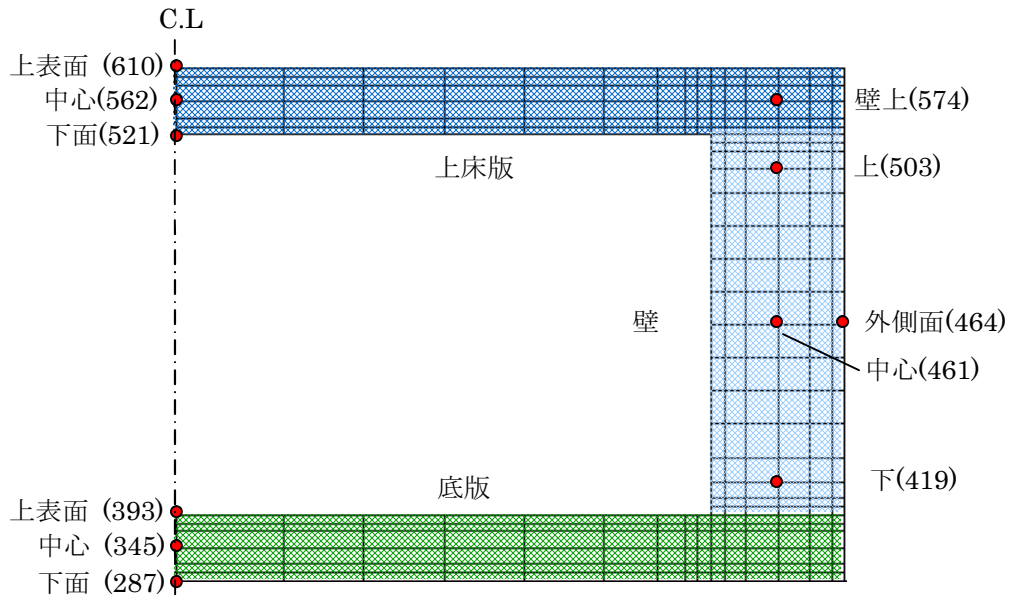 C.L
上表面 (610)
中心(562)
下面(521)
壁上(574)
上(503)
上床版
壁
外側面(464)
中心(461)
下(419)
底版
上表面 (393)
中心 (345)
下面 (287)